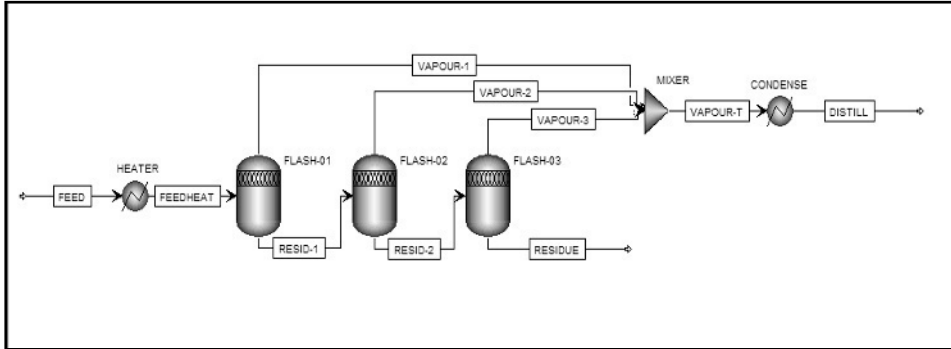 VAPOUR-1
MIXER
CONDENSE
VAPOUR-2
VAPOUR-T
DISTILL
VAPOUR-3
FLASH-01
FLASH-02
FLASH-03
HEATER
FEED
FEEDHEAT
RESID-1
RESID-2
RESIDUE